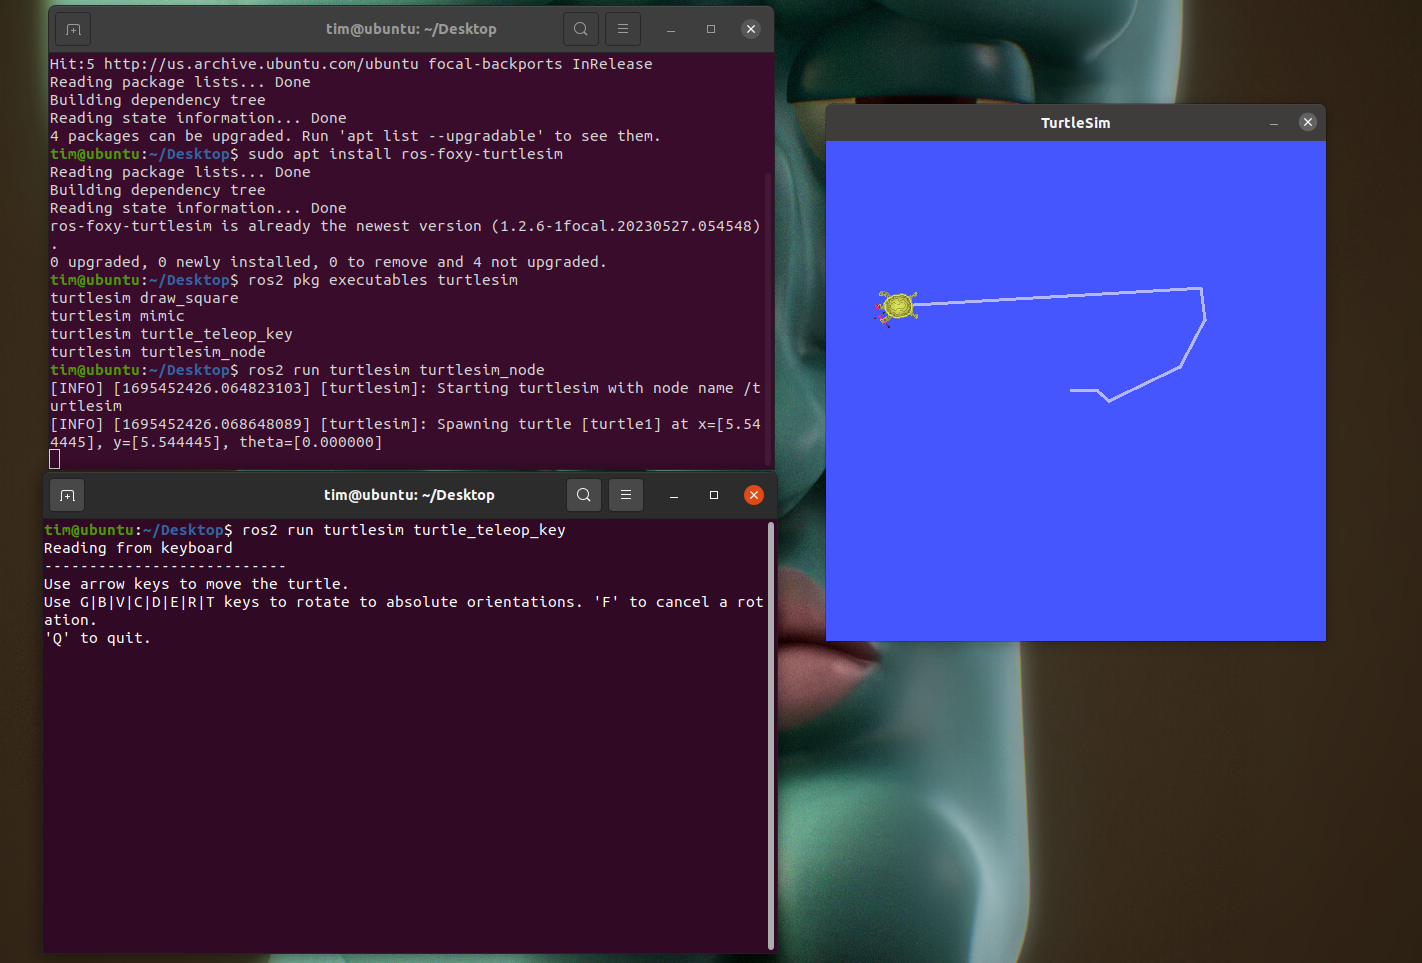 tim@ubuntu: ~/Desktop
Hit:5 http://us.archive.ubuntu.com/ubuntu focal-backports InRelease
Reading package lists... Done
Building dependency tree
Reading state information... Done
4 packages can be upgraded. Run 'apt list --upgradable' to see them.
tim@ubuntu:~/Desktop$ sudo apt install ros-foxy-turtlesim
Reading package lists... Done
Building dependency tree
Reading state information... Done
ros-foxy-turtlesim is already the newest version (1.2.6-1focal.20230527.054548)
.
0 upgraded, 0 newly installed, 0 to remove and 4 not upgraded.
tim@ubuntu:~/Desktop$ ros2 pkg executables turtlesim
turtlesim draw_square
turtlesim mimic
turtlesim turtle_teleop_key
turtlesim turtlesim_node
tim@ubuntu:~/Desktop$ ros2 run turtlesim turtlesim_node
[INFO] [1695452426.064823103] [turtlesim]: Starting turtlesim with node name /t
urtlesim
[INFO] [1695452426.068648089] [turtlesim]: Spawning turtle [turtle1] at x=[5.54
4445], y=[5.544445], theta=[0.000000]
tim@ubuntu: ~/Desktop
tim@ubuntu:~/Desktop$ ros2 run turtlesim turtle_teleop_key
Reading from keyboard
---------------------------
Use arrow keys to move the turtle.
Use G|B|V|C|D|E|R|T keys to rotate to absolute orientations. 'F' to cancel a rot
ation.
'Q' to quit.
TurtleSim